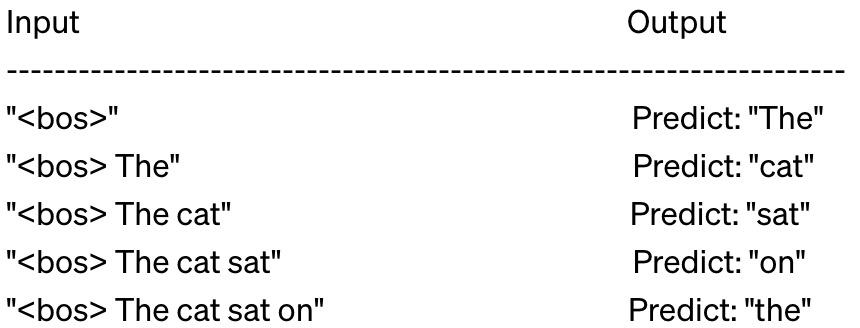 Input Output
----------------------------------------------------------------------
"<bos>" Predict: "The"
"<bos> The" Predict: "cat"
"<bos> The cat" Predict: "sat"
"<bos> The cat sat" Predict: "on"
"<bos> The cat sat on" Predict: "the"